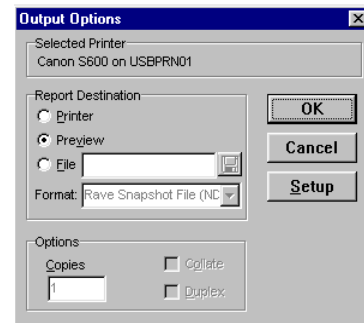 Output Options
Selected Printer
Canon S600 on USBPRN01
Report Destination
Printer
OK
Preview
Cancel
File
Format: Rave Snapshot File (ND
Setup
Options
Copies
Collate
1
Duplex